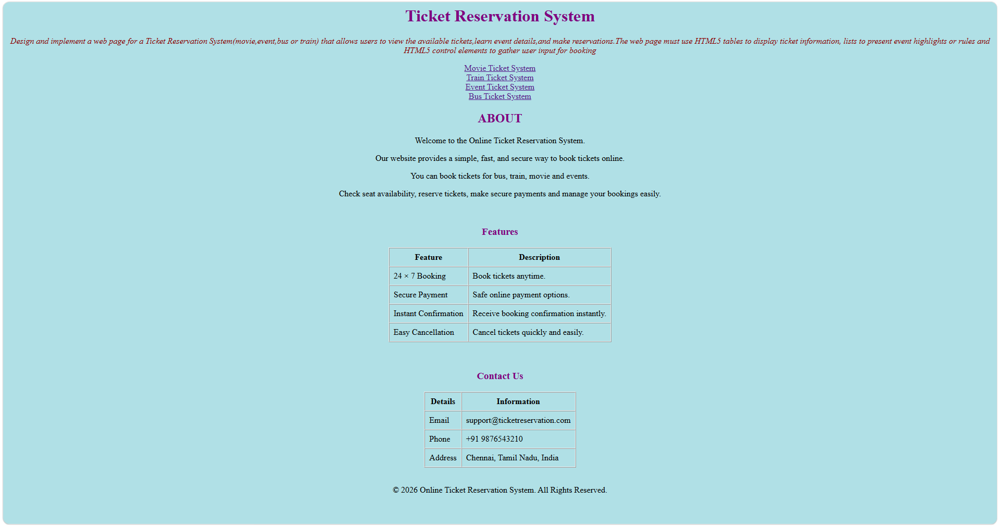 Ticket Reservation System
Design and implement a web page for a Ticket Reservation System(movie,event,bus or train) that allows users to view the available tickets,learn event details,and make reservations.The web page must use HTML5 tables to display ticket information, lists to present event highlights or rules and
HTML5 control elements to gather user input for booking
Movie Ticket System
Train Ticket System
Event Ticket System
Bus Ticket System
ABOUT
Welcome to the Online Ticket Reservation System.
Our website provides a simple, fast, and secure way to book tickets online.
You can book tickets for bus, train, movie and events.
Check seat availability, reserve tickets, make secure payments and manage your bookings easily.
Features
Feature Description
24 × 7 Booking Book tickets anytime.
Secure Payment Safe online payment options.
Instant Confirmation Receive booking confirmation instantly.
Easy Cancellation Cancel tickets quickly and easily.
Contact Us
Details Information
Email support@ticketreservation.com
Phone +91 9876543210
Address Chennai, Tamil Nadu, India
© 2026 Online Ticket Reservation System. All Rights Reserved.